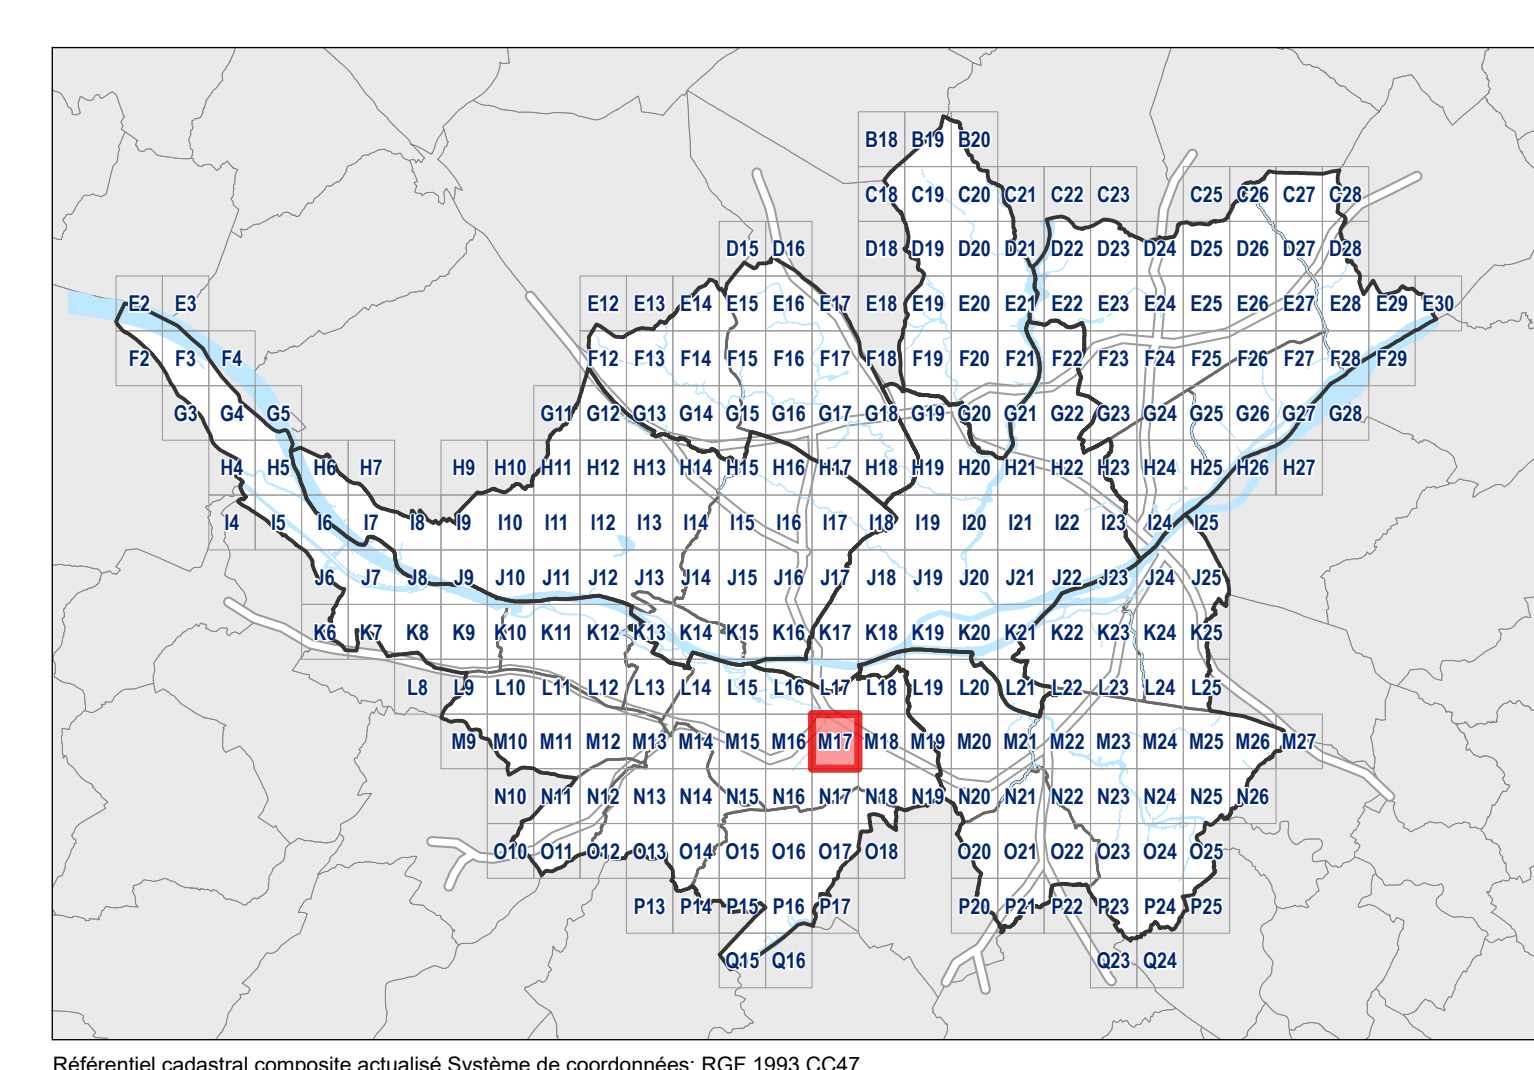 B18 B19 B20
C18 C19 C20 C21 C22 C23 C25 C26 C27 C28
D15 D16 D18 D19 D20 D21 D22 D23 D24 D25 D26 D27 D28
E2 E3 E12 E13 E14 E15 E16 E17 E18 E19 E20 E21 E22 E23 E24 E25 E26 E27 E28 E29 E30
F2 F3 F4 F12 F13 F14 F15 F16 F17 F18 F19 F20 F21 F22 F23 F24 F25 F26 F27 F28 F29
G3 G4 G5 G11 G12 G13 G14 G15 G16 G17 G18 G19 G20 G21 G22 G23 G24 G25 G26 G27 G28
H4 H5 H6 H7 H9 H10 H11 H12 H13 H14 H15 H16 H17 H18 H19 H20 H21 H22 H23 H24 H25 H26 H27
I4 I5 I6 I7 I8 I9 I10 I11 I12 I13 I14 I15 I16 I17 I18 I19 I20 I21 I22 I23 I24 I25
J6 J7 J8 J9 J10 J11 J12 J13 J14 J15 J16 J17 J18 J19 J20 J21 J22 J23 J24 J25
K6 K7 K8 K9 K10 K11 K12 K13 K14 K15 K16 K17 K18 K19 K20 K21 K22 K23 K24 K25
L8 L9 L10 L11 L12 L13 L14 L15 L16 L17 L18 L19 L20 L21 L22 L23 L24 L25
M9 M10 M11 M12 M13 M14 M15 M16 M17 M18 M19 M20 M21 M22 M23 M24 M25 M26 M27
N10 N11 N12 N13 N14 N15 N16 N17 N18 N19 N20 N21 N22 N23 N24 N25 N26
O10 O11 O12 O13 O14 O15 O16 O17 O18 O20 O21 O22 O23 O24 O25
P13 P14 P15 P16 P17 P20 P21 P22 P23 P24 P25
Q15 Q16 Q23 Q24
Référentiel cadastral composite actualisé Système de coordonnées: RGF 1993 CC47